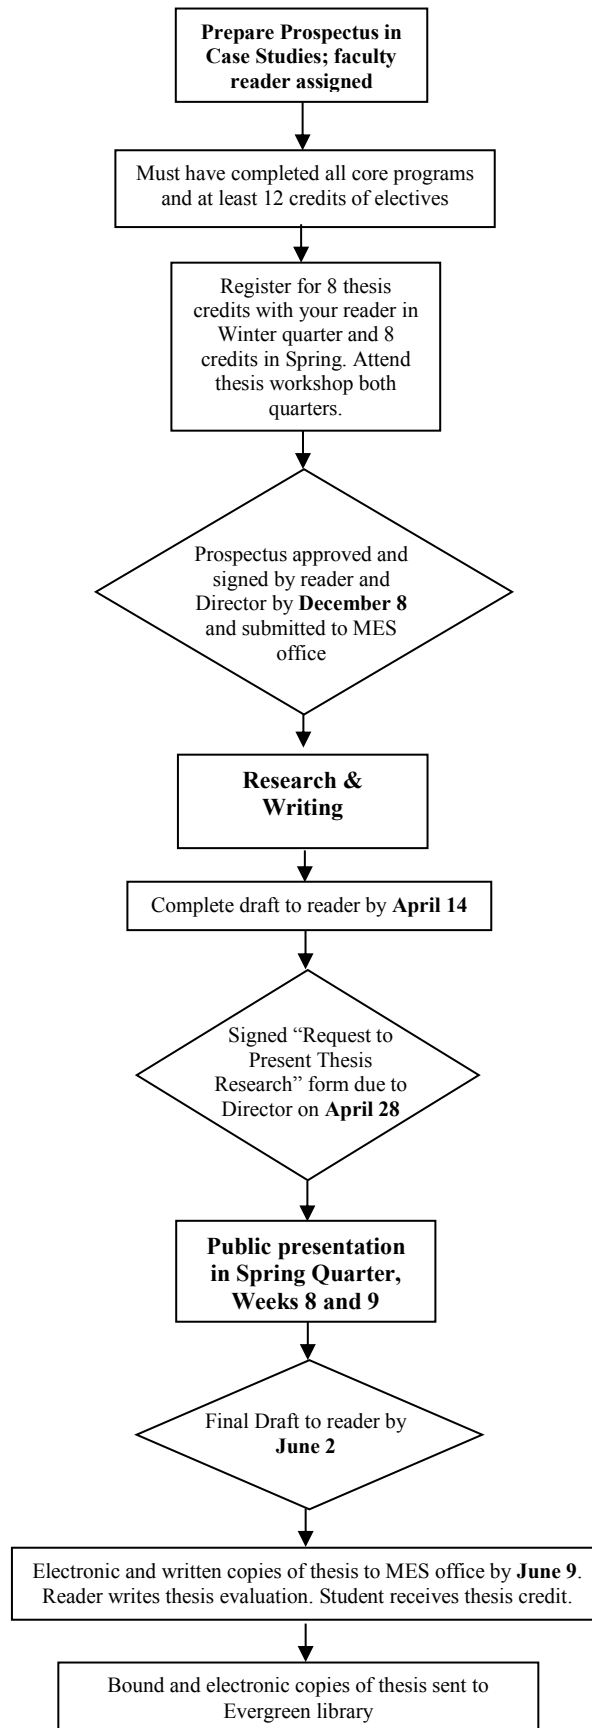 Prepare Prospectus in
Case Studies; faculty
reader assigned
Must have completed all core programs
and at least 12 credits of electives
Register for 8 thesis
credits with your reader in
Winter quarter and 8
credits in Spring. Attend
thesis workshop both
quarters.
Prospectus approved and
signed by reader and
Director by December 8
and submitted to MES
office
Research &
Writing
Complete draft to reader by April 14
Signed “Request to
Present Thesis
Research” form due to
Director on April 28
Public presentation
in Spring Quarter,
Weeks 8 and 9
Final Draft to reader by
June 2
Electronic and written copies of thesis to MES office by June 9.
Reader writes thesis evaluation. Student receives thesis credit.
Bound and electronic copies of thesis sent to
Evergreen library